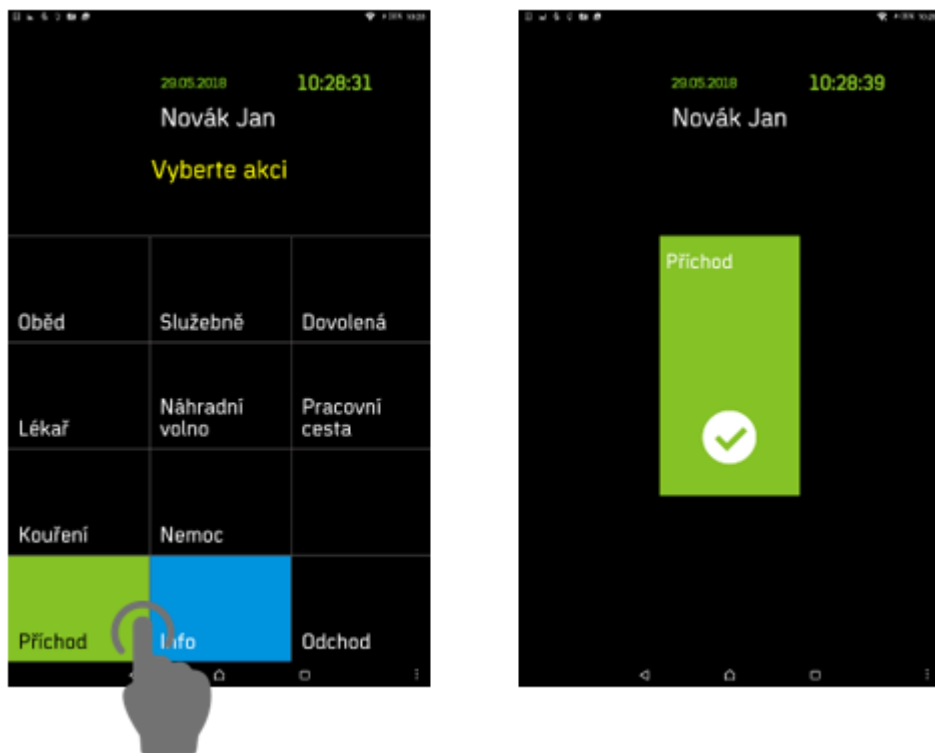 29.05.2018 10:28:31
Novák Jan
Vyberte akci
Oběd Služebně Dovolená
Lékař Náhradní volno Pracovní cesta
Kouření Nemoc
Příchod Info Odchod
29.05.2018 10:28:39
Novák Jan
Příchod